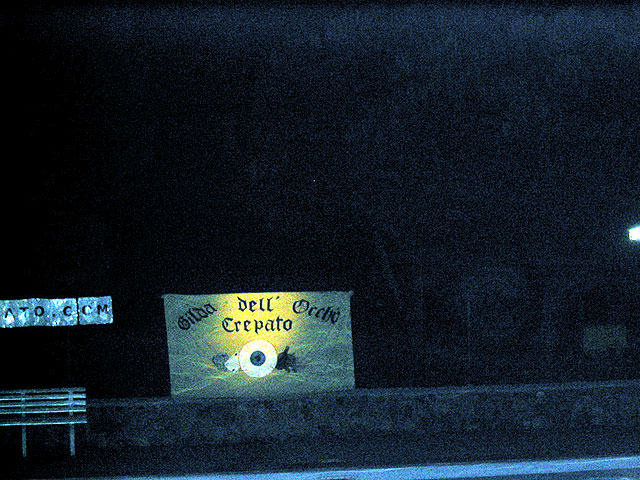 ATO.COM
Gilda dell' Occhio
Crepato